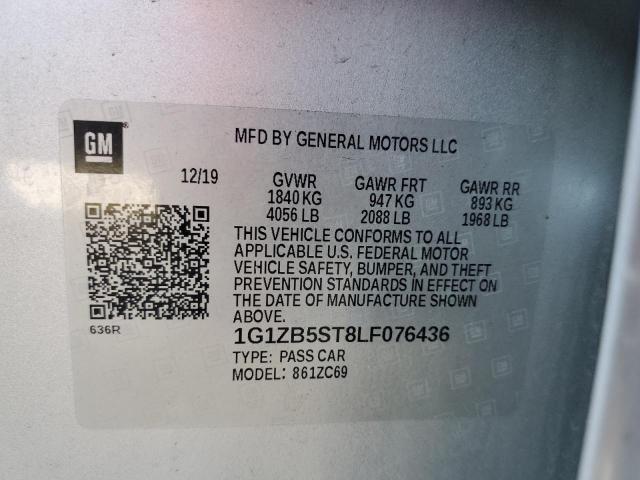 GM
MFD BY GENERAL MOTORS LLC
12/19 GVWR GAWR FRT GAWR RR
1840 KG 947 KG 893 KG
4056 LB 2088 LB 1968 LB
THIS VEHICLE CONFORMS TO ALL
APPLICABLE U.S. FEDERAL MOTOR
VEHICLE SAFETY, BUMPER, AND THEFT
PREVENTION STANDARDS IN EFFECT ON
THE DATE OF MANUFACTURE SHOWN
ABOVE.
636R
1G1ZB5ST8LF076436
TYPE: PASS CAR
MODEL: 861ZC69